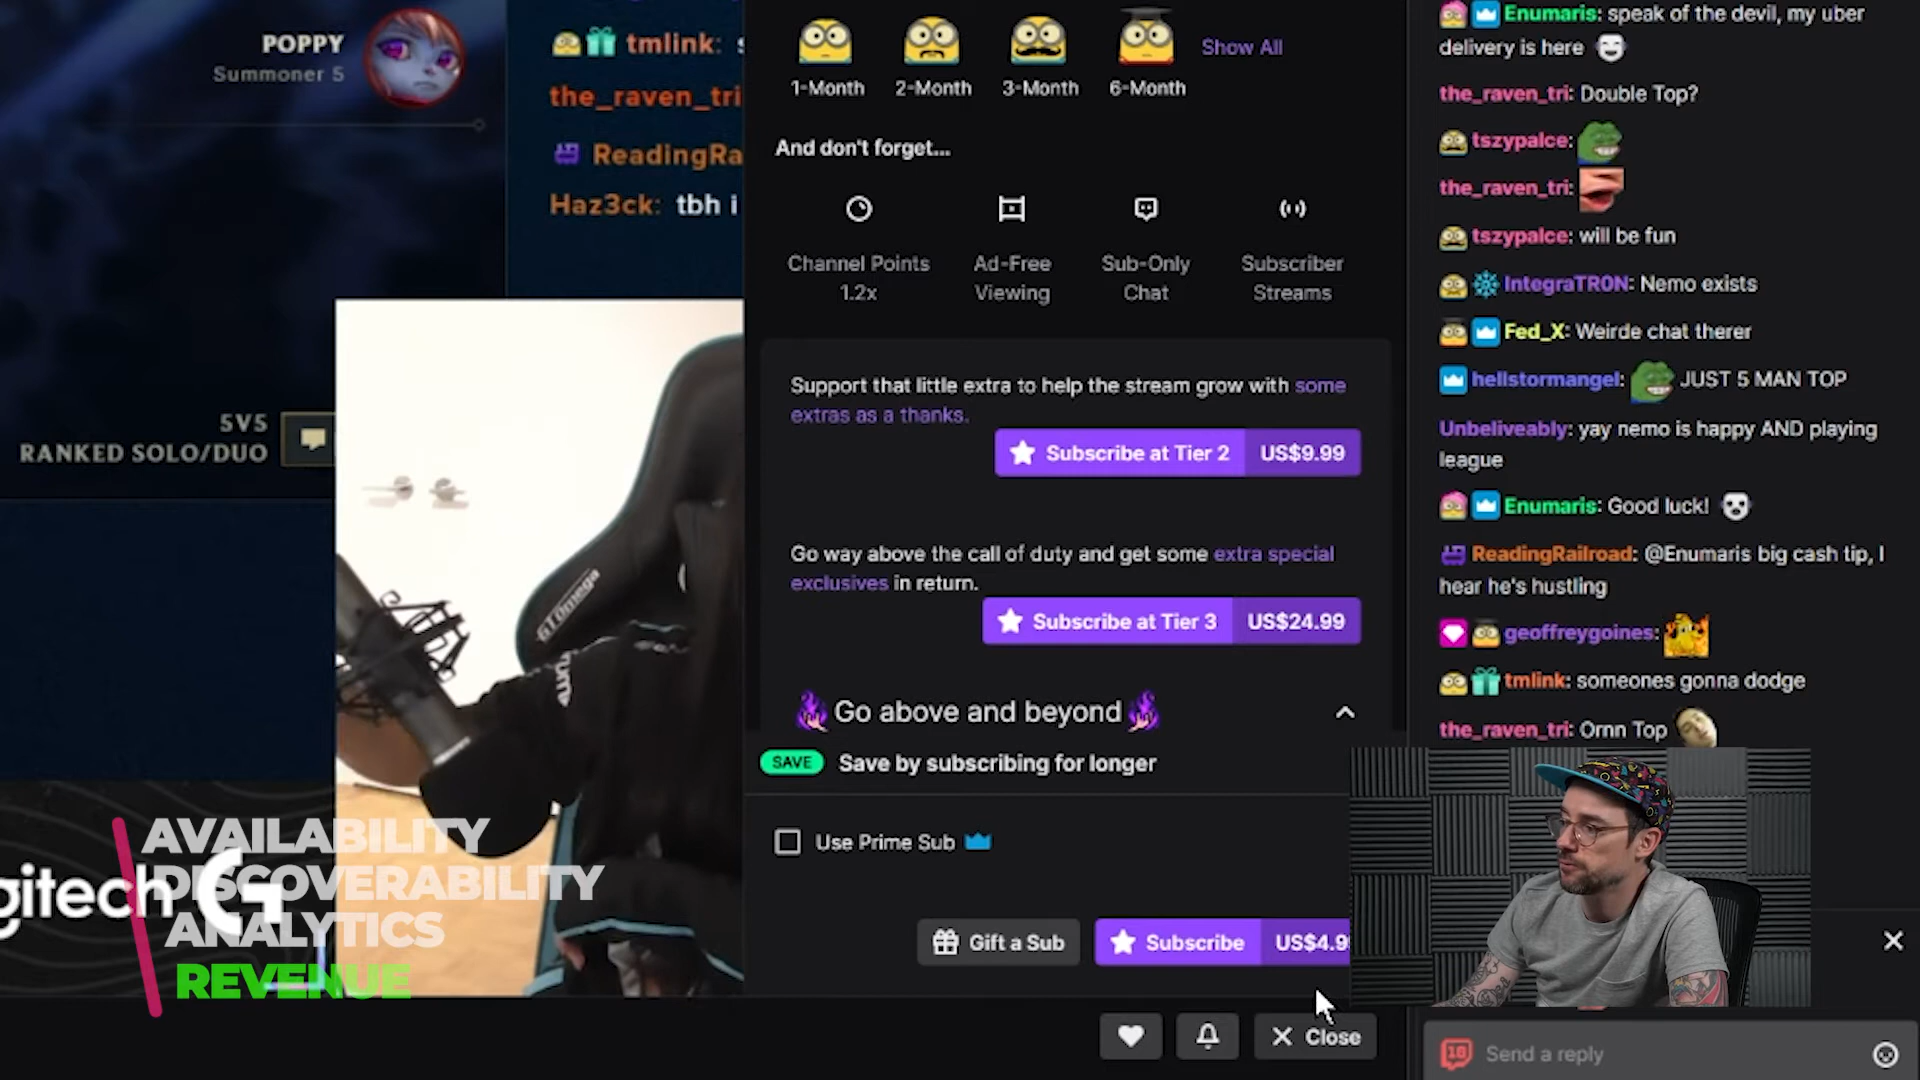 POPPY
Summoner 5
5V5
RANKED SOLO/DUO
tmlink: s
the_raven_tri
ReadingRa
Haz3ck: tbh i
gitech G
AVAILABILITY
DISCOVERABILITY
ANALYTICS
REVENUE
GTOmega
1-Month
2-Month
3-Month
6-Month
Show All
And don't forget...
Channel Points
1.2x
Ad-Free
Viewing
Sub-Only
Chat
Subscriber
Streams
Support that little extra to help the stream grow with some
extras as a thanks.
Subscribe at Tier 2 US$9.99
Go way above the call of duty and get some extra special
exclusives in return.
Subscribe at Tier 3 US$24.99
Go above and beyond
SAVE Save by subscribing for longer
Use Prime Sub
Gift a Sub
Subscribe US$4.9
Close
Enumaris: speak of the devil, my uber
delivery is here
the_raven_tri: Double Top?
tszypalce:
the_raven_tri:
tszypalce: will be fun
IntegraTR0N: Nemo exists
Fed_X: Weirde chat therer
hellstormangel: JUST 5 MAN TOP
Unbeliveably: yay nemo is happy AND playing
league
Enumaris: Good luck!
ReadingRailroad: @Enumaris big cash tip, I
hear he's hustling
geoffreygoines:
tmlink: someones gonna dodge
the_raven_tri: Ornn Top
18 Send a reply